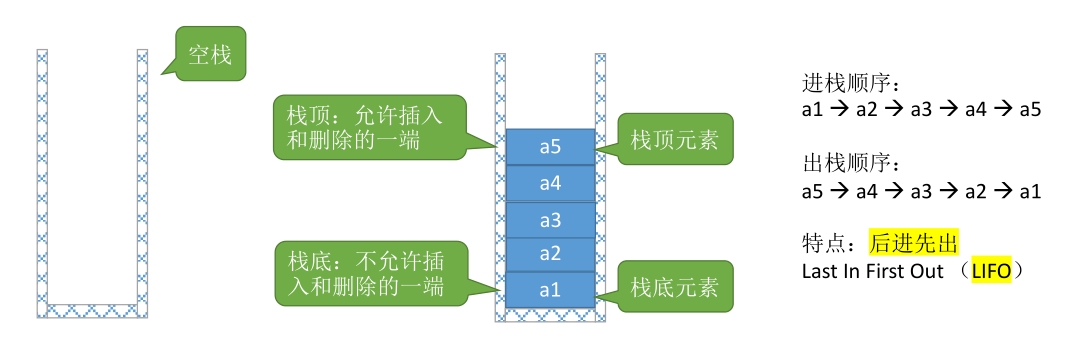 空栈
栈顶：允许插入
和删除的一端
栈底：不允许插
入和删除的一端
a5
a4
a3
a2
a1
栈顶元素
栈底元素
进栈顺序：
a1 → a2 → a3 → a4 → a5
出栈顺序：
a5 → a4 → a3 → a2 → a1
特点：后进先出
Last In First Out （LIFO）